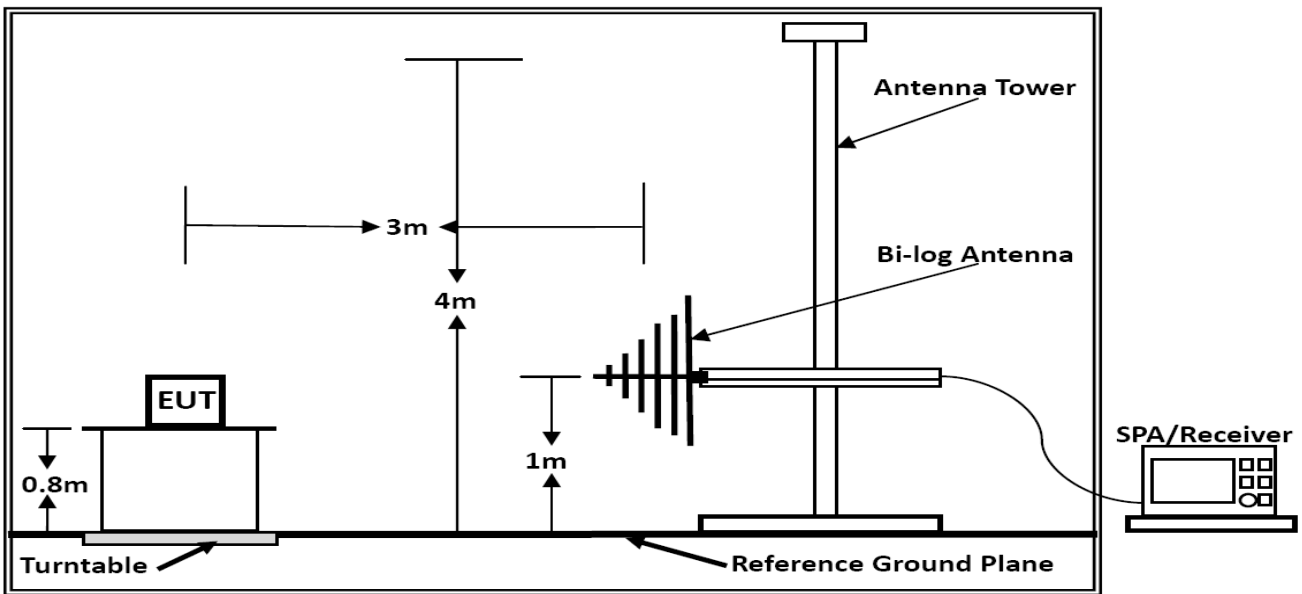 Antenna Tower
3m
Bi-log Antenna
4m
EUT
SPA/Receiver
1m
0.8m
Turntable
Reference Ground Plane